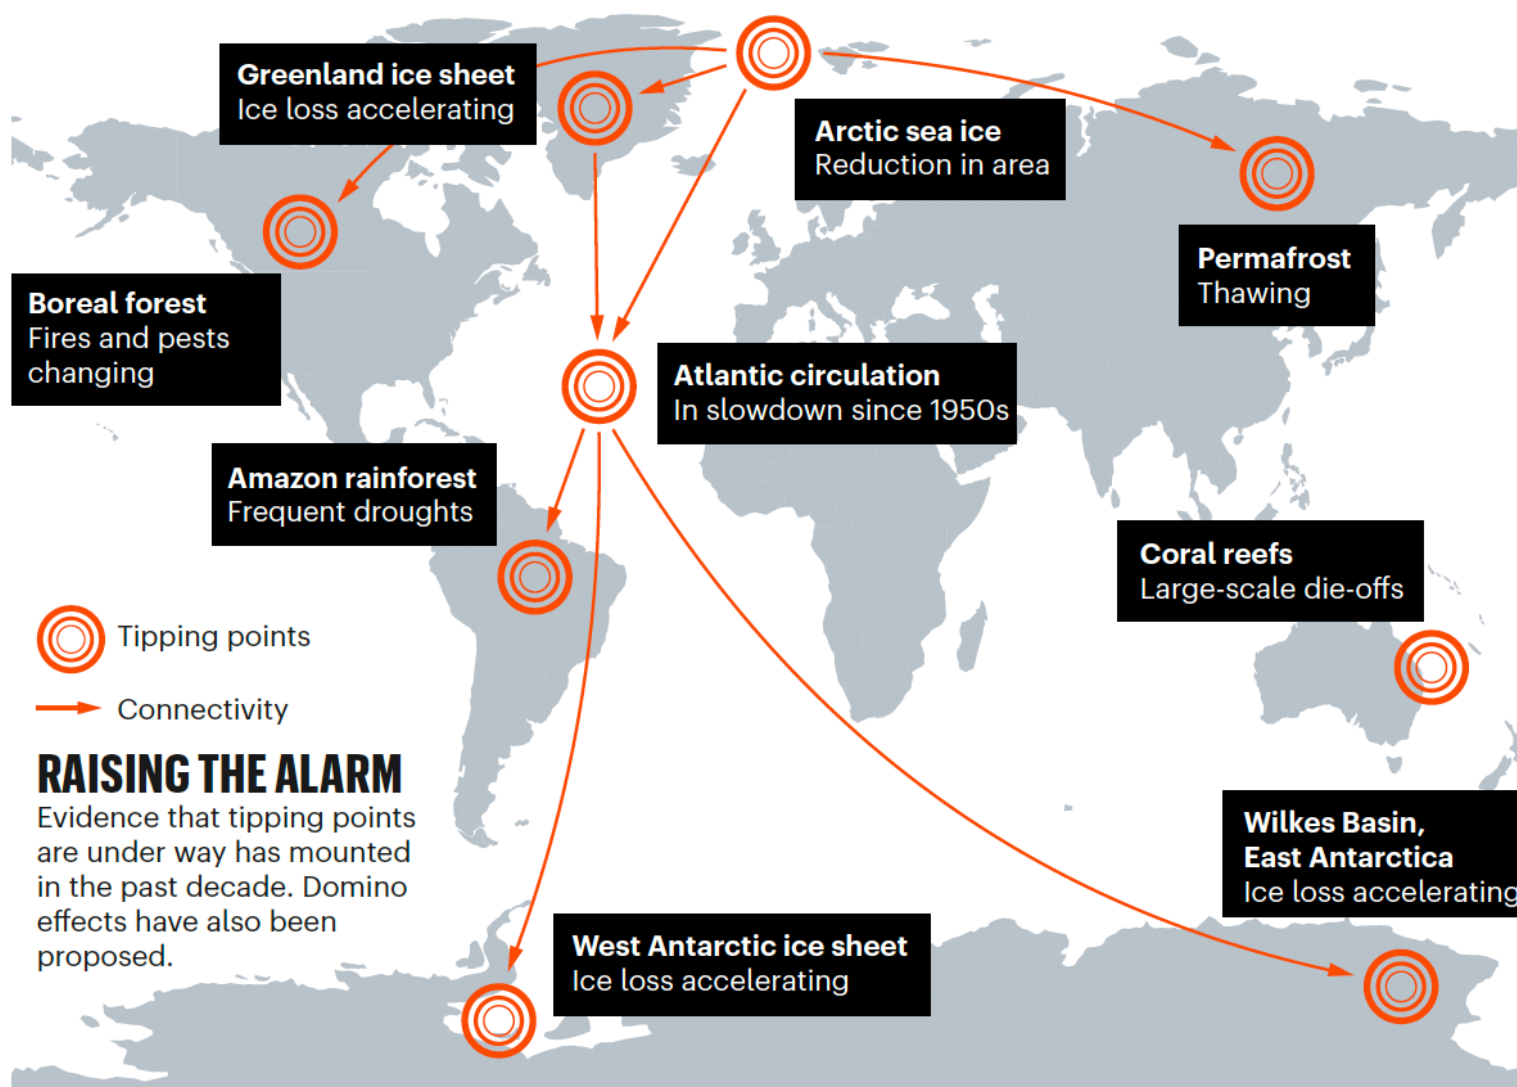 Greenland ice sheet
Ice loss accelerating
Arctic sea ice
Reduction in area
Permafrost
Thawing
Boreal forest
Fires and pests
changing
Atlantic circulation
In slowdown since 1950s
Amazon rainforest
Frequent droughts
Coral reefs
Large-scale die-offs
Tipping points
Connectivity
RAISING THE ALARM
Evidence that tipping points
are under way has mounted
in the past decade. Domino
effects have also been
proposed.
Wilkes Basin,
East Antarctica
Ice loss accelerating
West Antarctic ice sheet
Ice loss accelerating